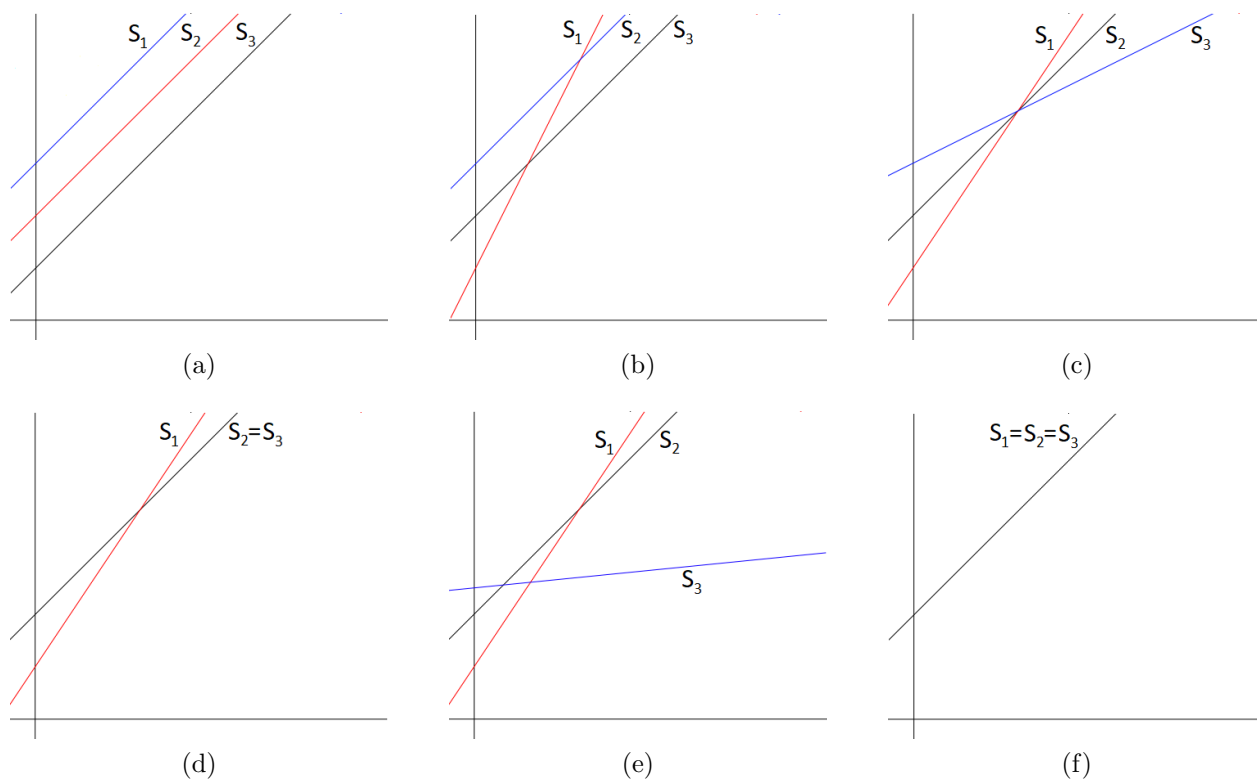 S₁ S₂ S₃
S₁ S₂ S₃
S₁ S₂ S₃
(a) (b) (c)
S₁ S₂=S₃
S₁ S₂
S₃
S₁=S₂=S₃
(d) (e) (f)